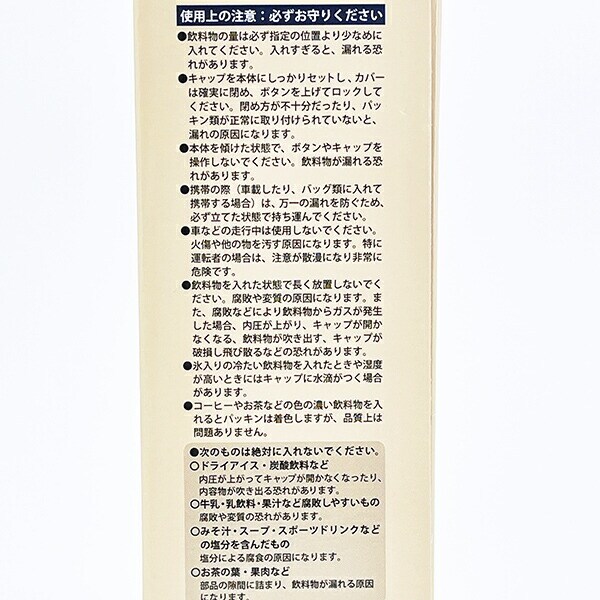 使用上の注意：必ずお守りください
●飲料物の量は必ず指定の位置より少なめに
入れてください。入れすぎると、漏れる恐
れがあります。
●キャップを本体にしっかりセットし、カバー
は確実に閉め、ボタンを上げてロックして
ください。閉め方が不十分だったり、パッ
キン類が正常に取り付けられていないと、
漏れの原因になります。
●本体を傾けた状態で、ボタンやキャップを
操作しないでください。飲料物が漏れる恐
れがあります。
●携帯の際（車載したり、バッグ類に入れて
携帯する場合）は、万一の漏れを防ぐため、
必ず立てた状態で持ち運んでください。
●車などの走行中は使用しないでください。
火傷や他の物を汚す原因になります。特に
運転者の場合は、注意が散漫になり非常に
危険です。
●飲料物を入れた状態で長く放置しないでくだ
さい。腐敗や変質の原因になります。ま
た、腐敗などにより飲料物からガスが発生
した場合、内圧が上がり、キャップが開か
なくなる、飲料物が吹き出す、キャップが
破損し飛び散るなどの恐れがあります。
●氷入りの冷たい飲料物を入れたときや湿度
が高いときにはキャップに水滴がつく場合
があります。
●コーヒーやお茶などの色の濃い飲料物を入
れるとパッキンは着色しますが、品質上は
問題ありません。
●次のものは絶対に入れないでください。
○ドライアイス・炭酸飲料など
内圧が上がってキャップが開かなくなったり、
内容物が吹き出る恐れがあります。
○牛乳・乳飲料・果汁など腐敗しやすいもの
腐敗や変質の恐れがあります。
○みそ汁・スープ・スポーツドリンクなど
の塩分を含んだもの
塩分による腐食の原因になります。
○お茶の葉・果肉など
部品の隙間に詰まり、飲料物が漏れる原因
になります。